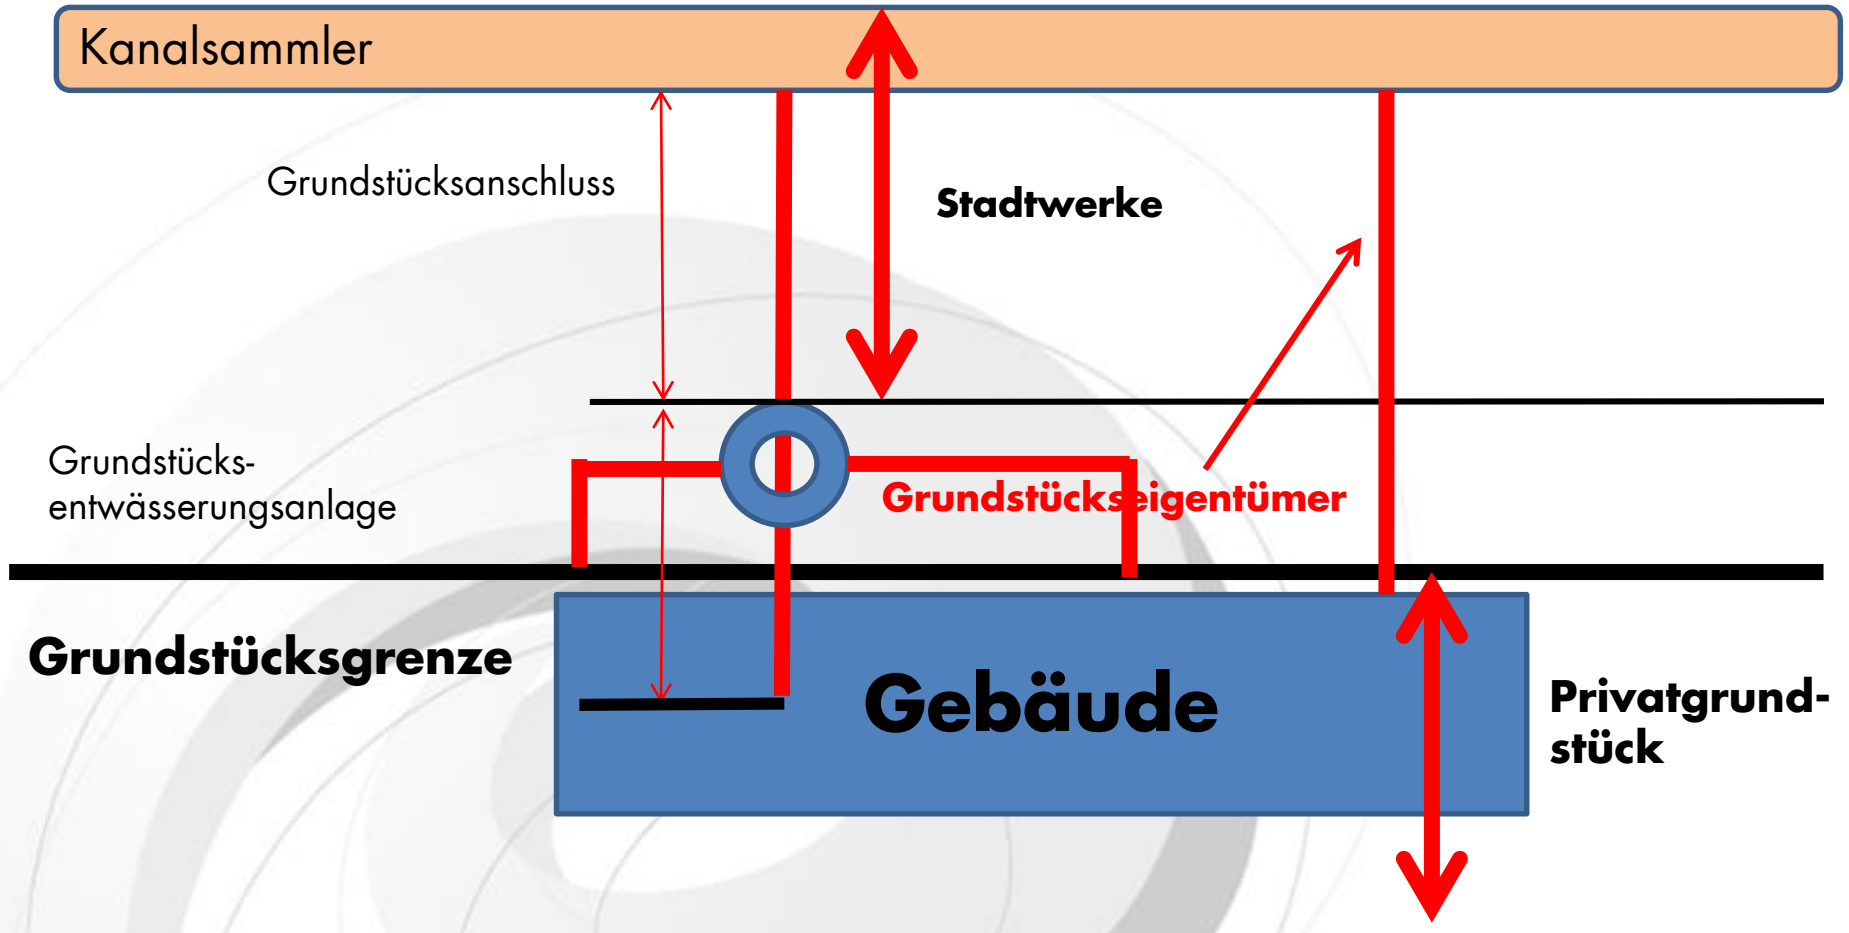 Kanalsammler
Grundstücksanschluss
Stadtwerke
Grundstücks-
entwässerungsanlage
Grundstückseigentümer
Grundstücksgrenze
Gebäude
Privatgrund-
stück